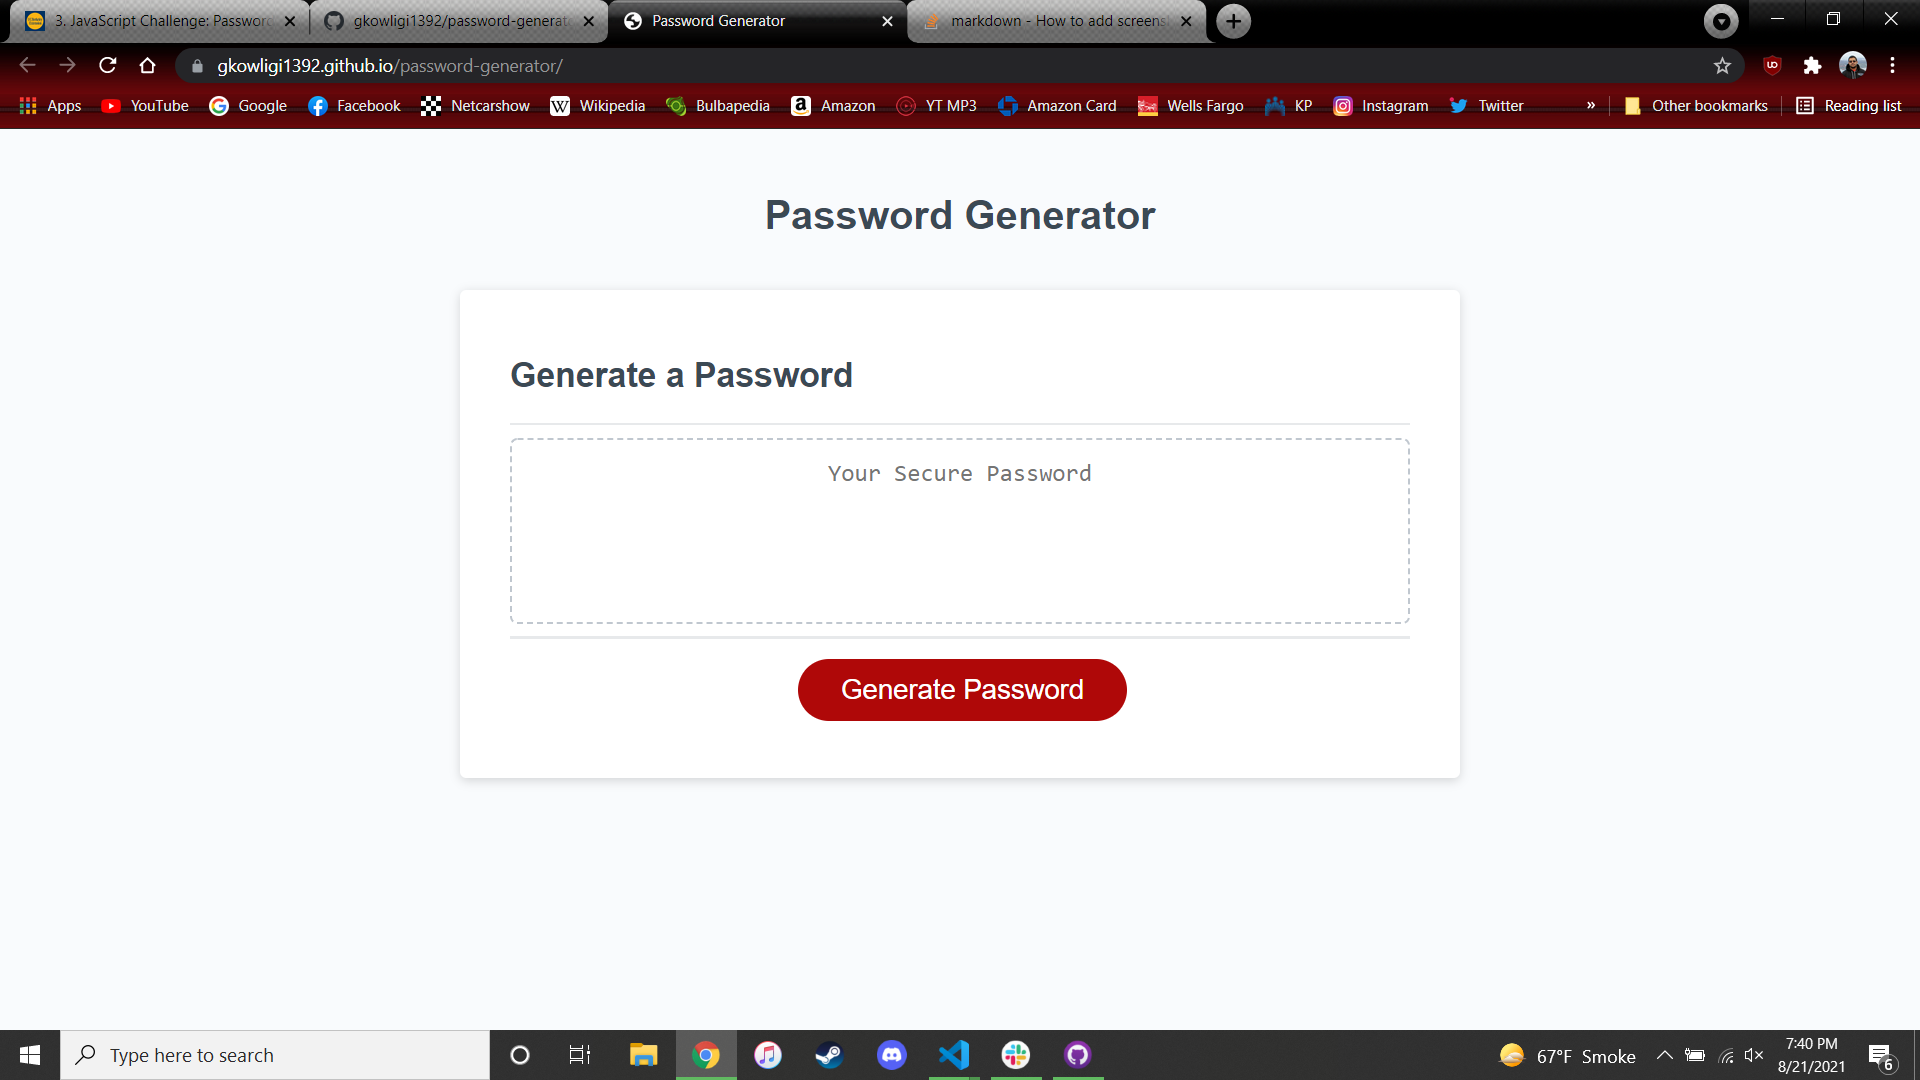 3. JavaScript Challenge: Password
gkowligi1392/password-generat
Password Generator
markdown - How to add screens
gkowligi1392.github.io/password-generator/
Apps
YouTube
Google
Facebook
Netcarshow
Wikipedia
Bulbapedia
Amazon
YT MP3
Amazon Card
Wells Fargo
KP
Instagram
Twitter
»
Other bookmarks
Reading list
Password Generator
Generate a Password
Your Secure Password
Generate Password
Type here to search
67°F Smoke
7:40 PM
8/21/2021
6